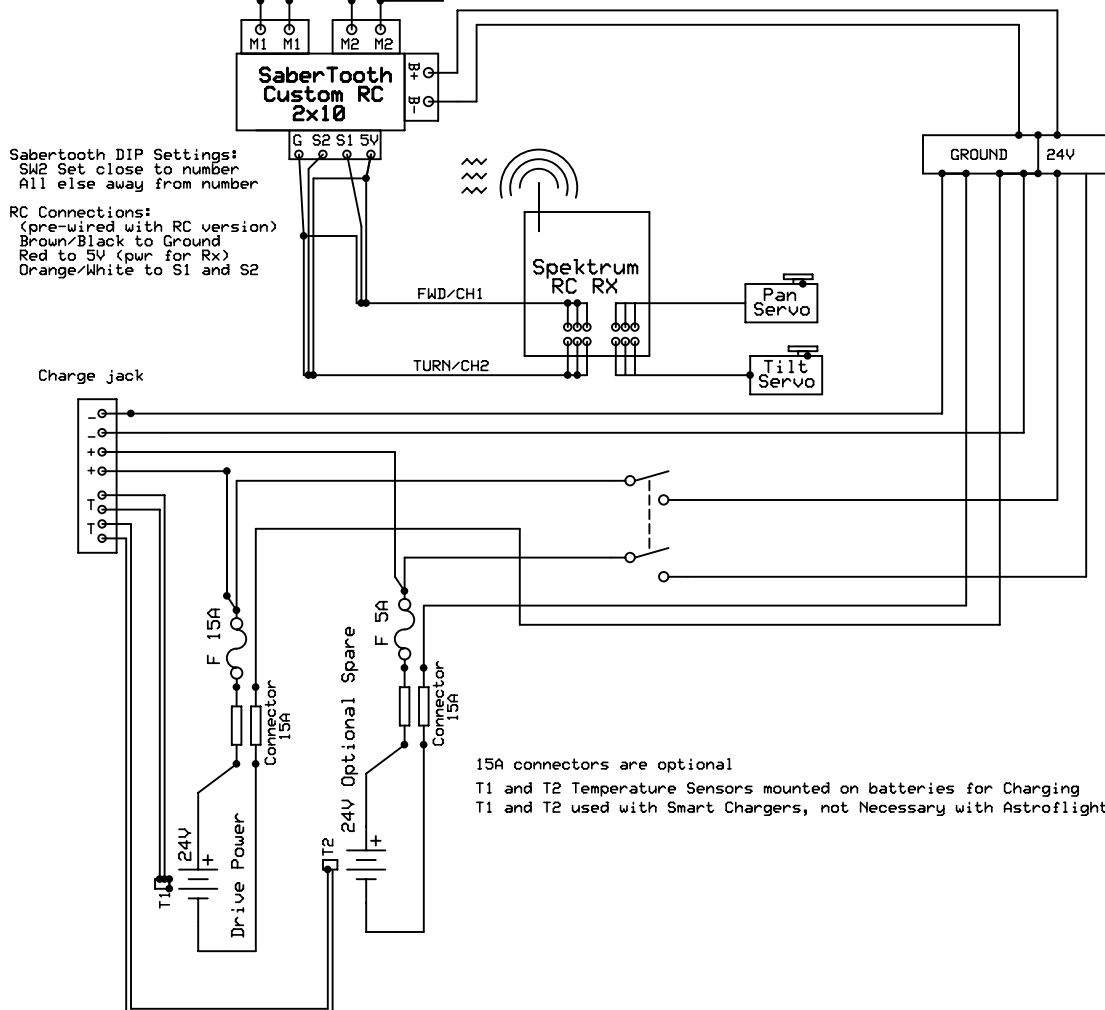 M1 M1 M2 M2
SaberTooth
Custom RC
2x10
B+
B-
G S2 S1 5V
Sabertooth DIP Settings:
SW2 Set close to number
All else away from number
RC Connections:
(pre-wired with RC version)
Brown/Black to Ground
Red to 5V (pwr for Rx)
Orange/White to S1 and S2
GROUND 24V
Spektrum
RC RX
FWD/CH1
TURN/CH2
Pan
Servo
Tilt
Servo
Charge jack
-
-
+
+
T
T
F 15A
F 5A
Connector
15A
Connector
15A
24V Optional Spare
15A connectors are optional
T1 and T2 Temperature Sensors mounted on batteries for Charging
T1 and T2 used with Smart Chargers, not Necessary with Astroflight
24V
+
Drive Power
T1
T2
+